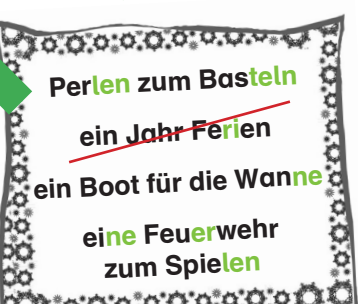 Perlen zum Basteln
ein Jahr Ferien
ein Boot für die Wanne
eine Feuerwehr
zum Spielen